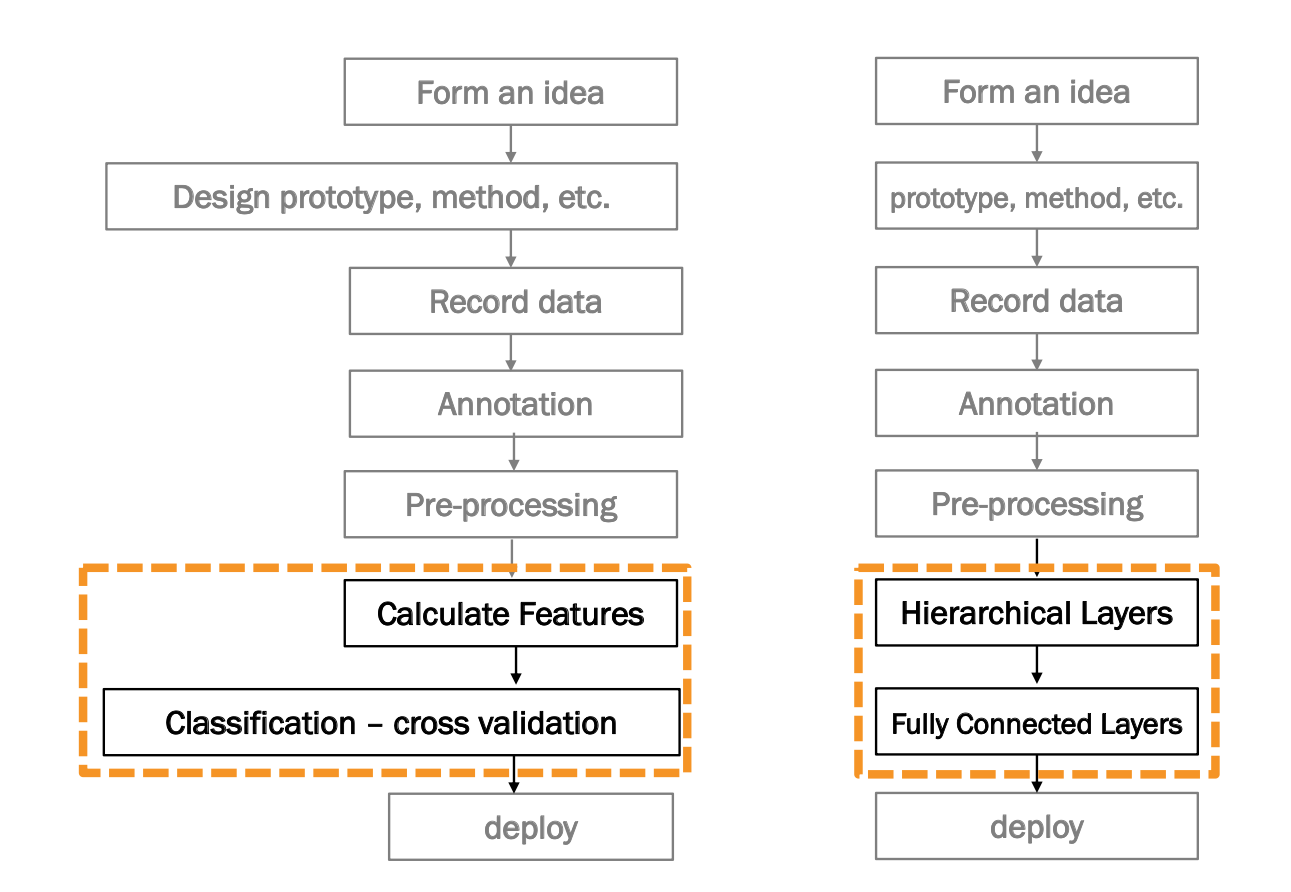 Form an idea
Design prototype, method, etc.
Record data
Annotation
Pre-processing
Calculate Features
Classification – cross validation
deploy
Form an idea
prototype, method, etc.
Record data
Annotation
Pre-processing
Hierarchical Layers
Fully Connected Layers
deploy